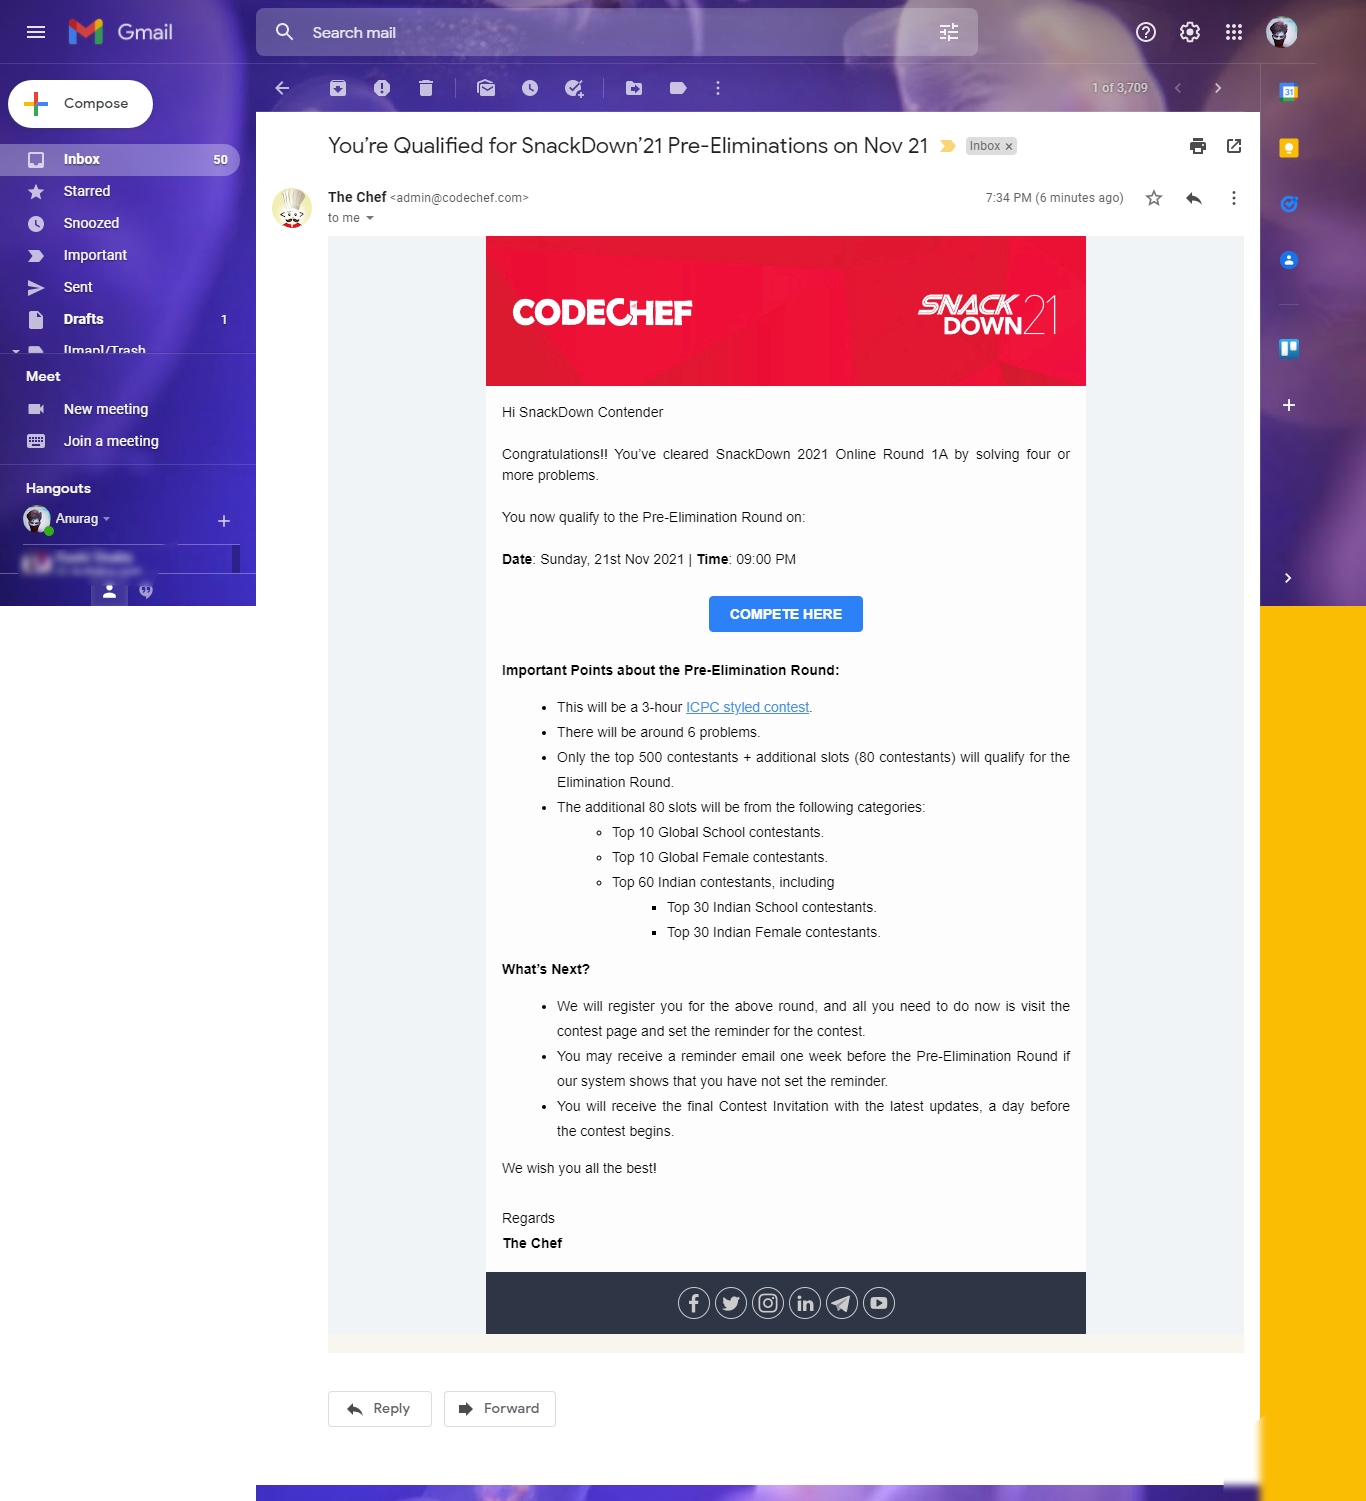 Gmail
Search mail
1 of 3,709
Compose
Inbox 50
Starred
Snoozed
Important
Sent
Drafts 1
[Imap]/Trash
Meet
New meeting
Join a meeting
Hangouts
Anurag
You’re Qualified for SnackDown’21 Pre-Eliminations on Nov 21 Inbox ×
The Chef <admin@codechef.com> 7:34 PM (6 minutes ago)
to me
31
CODECHEF
SNACK
DOWN 21
Hi SnackDown Contender
Congratulations!! You’ve cleared SnackDown 2021 Online Round 1A by solving four or
more problems.
You now qualify to the Pre-Elimination Round on:
Date: Sunday, 21st Nov 2021 | Time: 09:00 PM
COMPETE HERE
Important Points about the Pre-Elimination Round:
• This will be a 3-hour ICPC styled contest.
• There will be around 6 problems.
• Only the top 500 contestants + additional slots (80 contestants) will qualify for the
Elimination Round.
• The additional 80 slots will be from the following categories:
◦ Top 10 Global School contestants.
◦ Top 10 Global Female contestants.
◦ Top 60 Indian contestants, including
▪ Top 30 Indian School contestants.
▪ Top 30 Indian Female contestants.
What’s Next?
• We will register you for the above round, and all you need to do now is visit the
contest page and set the reminder for the contest.
• You may receive a reminder email one week before the Pre-Elimination Round if
our system shows that you have not set the reminder.
• You will receive the final Contest Invitation with the latest updates, a day before
the contest begins.
We wish you all the best!
Regards
The Chef
Reply
Forward